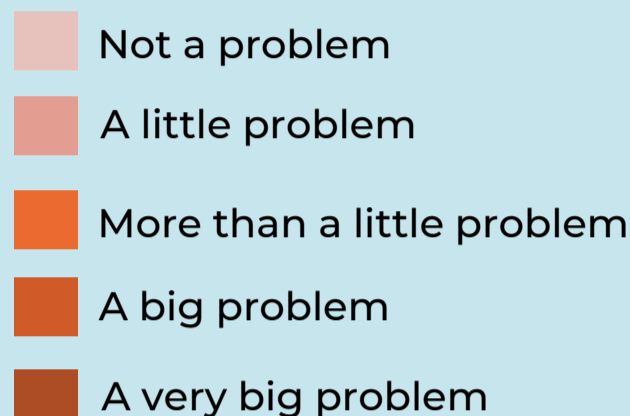 Not a problem
A little problem
More than a little problem
A big problem
A very big problem